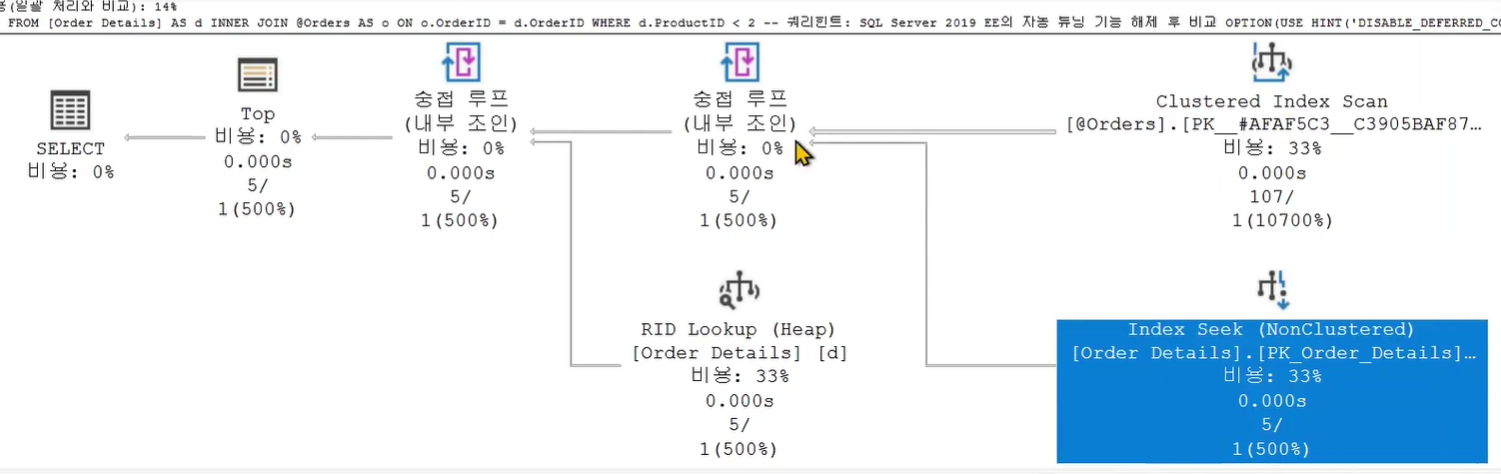 용(일괄 처리와 비교): 14%
FROM [Order Details] AS d INNER JOIN @Orders AS o ON o.OrderID = d.OrderID WHERE d.ProductID < 2 -- 쿼리힌트: SQL Server 2019 EE의 자동 튜닝 기능 해제 후 비교 OPTION(USE HINT('DISABLE_DEFERRED_CO
SELECT
비용: 0%
Top
비용: 0%
0.000s
5/
1(500%)
중첩 루프
(내부 조인)
비용: 0%
0.000s
5/
1(500%)
중첩 루프
(내부 조인)
비용: 0%
0.000s
5/
1(500%)
Clustered Index Scan
[@Orders].[PK__#AFAF5C3__C3905BAF87…
비용: 33%
0.000s
107/
1(10700%)
RID Lookup (Heap)
[Order Details] [d]
비용: 33%
0.000s
5/
1(500%)
Index Seek (NonClustered)
[Order Details].[PK_Order_Details]…
비용: 33%
0.000s
5/
1(500%)